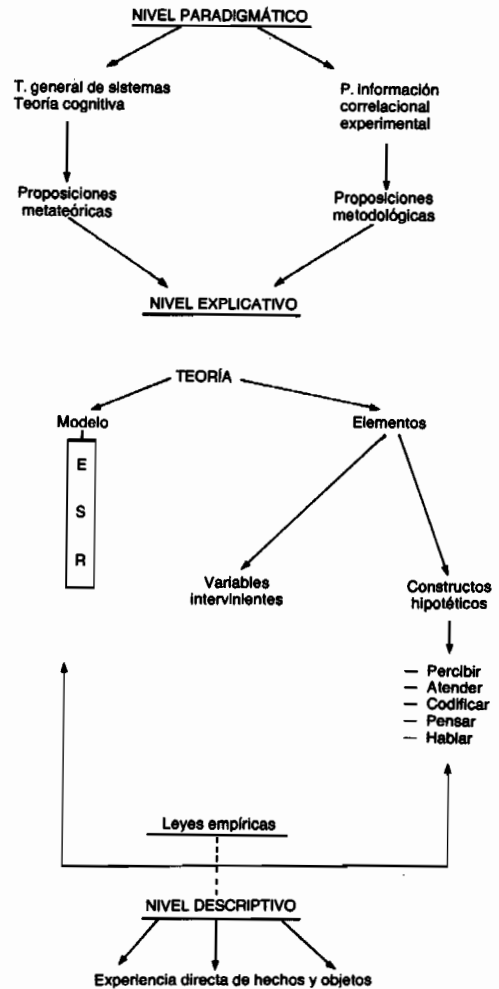 NIVEL PARADIGMÁTICO
T. general de sistemas
Teoría cognitiva
P. información
correlacional
experimental
Proposiciones
metateóricas
Proposiciones
metodológicas
NIVEL EXPLICATIVO
TEORÍA
Modelo
Elementos
E
S
R
Variables
intervinientes
Constructos
hipotéticos
— Percibir
— Atender
— Codificar
— Pensar
— Hablar
Leyes empíricas
NIVEL DESCRIPTIVO
Experiencia directa de hechos y objetos